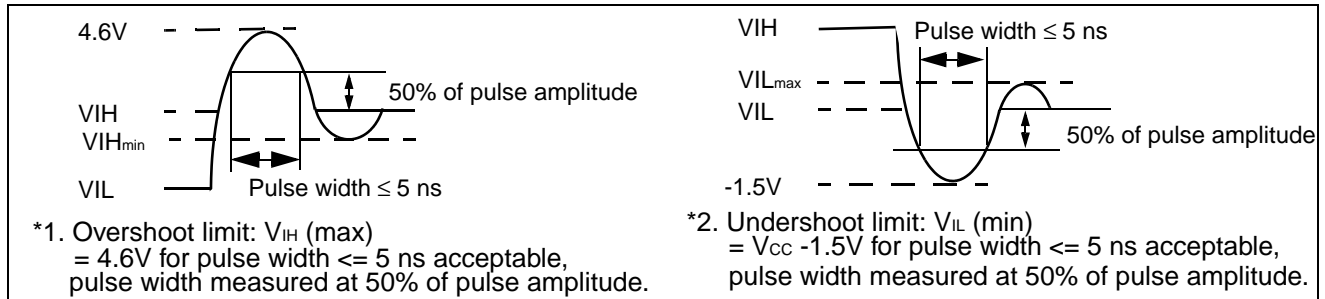 4.6V
50% of pulse amplitude
VIH
VIHmin
VIL
Pulse width ≤ 5 ns
*1. Overshoot limit: VIH (max)
= 4.6V for pulse width <= 5 ns acceptable,
pulse width measured at 50% of pulse amplitude.
VIH
Pulse width ≤ 5 ns
VILmax
VIL
50% of pulse amplitude
-1.5V
*2. Undershoot limit: VIL (min)
= VCC -1.5V for pulse width <= 5 ns acceptable,
pulse width measured at 50% of pulse amplitude.